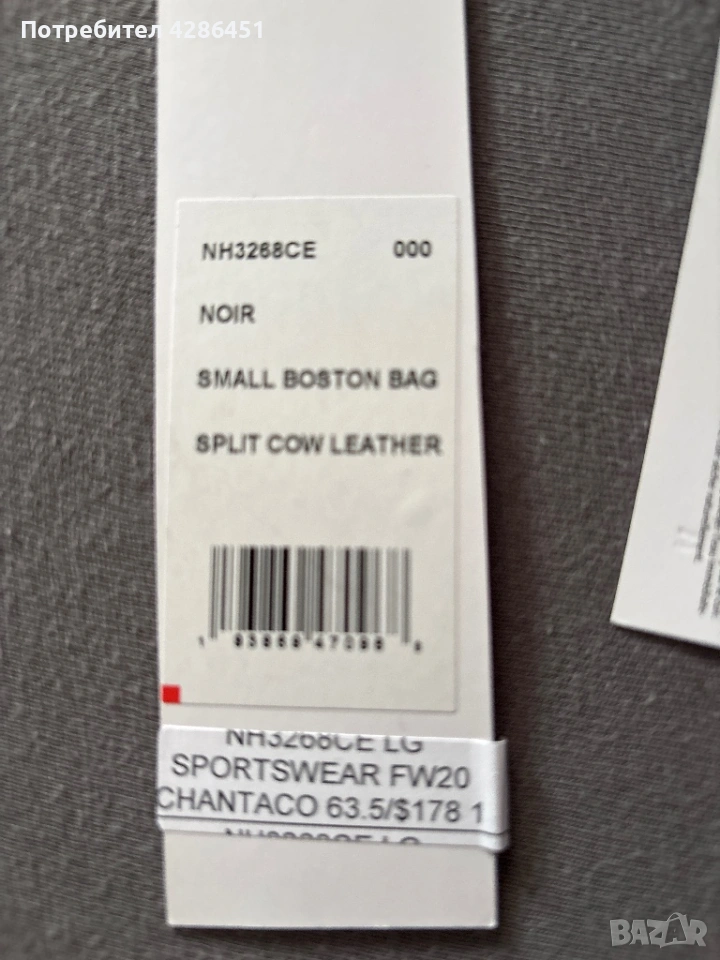 Потребител 4286451
NH3268CE 000
NOIR
SMALL BOSTON BAG
SPLIT COW LEATHER
NH3268CE LG
SPORTSWEAR FW20
CHANTACO 63.5/$178 1
BAZAR